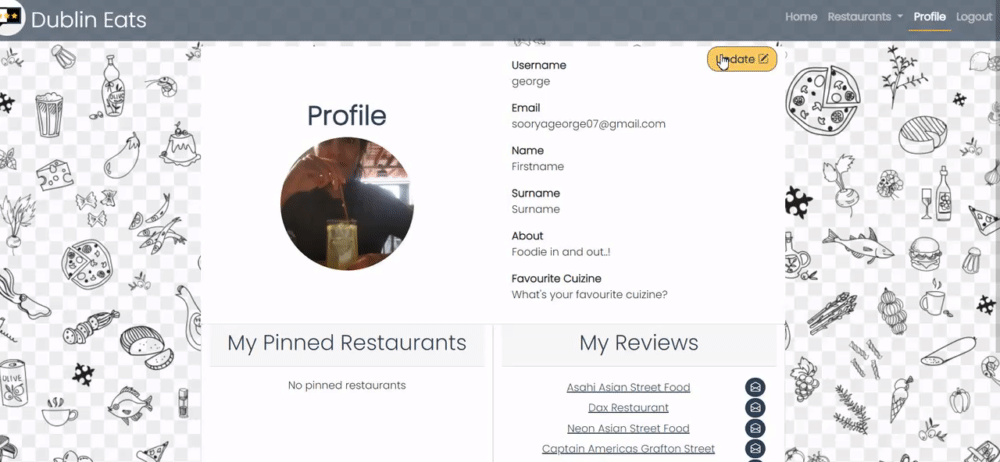 Dublin Eats
Home Restaurants Profile Logout
Update
Username
george
Email
sooryageorge07@gmail.com
Profile
Name
Firstname
Surname
Surname
About
Foodie in and out..!
Favourite Cuizine
What's your favourite cuizine?
My Pinned Restaurants
No pinned restaurants
My Reviews
Asahi Asian Street Food
Dax Restaurant
Neon Asian Street Food
Captain Americas Grafton Street
OLIVE
OLIVE